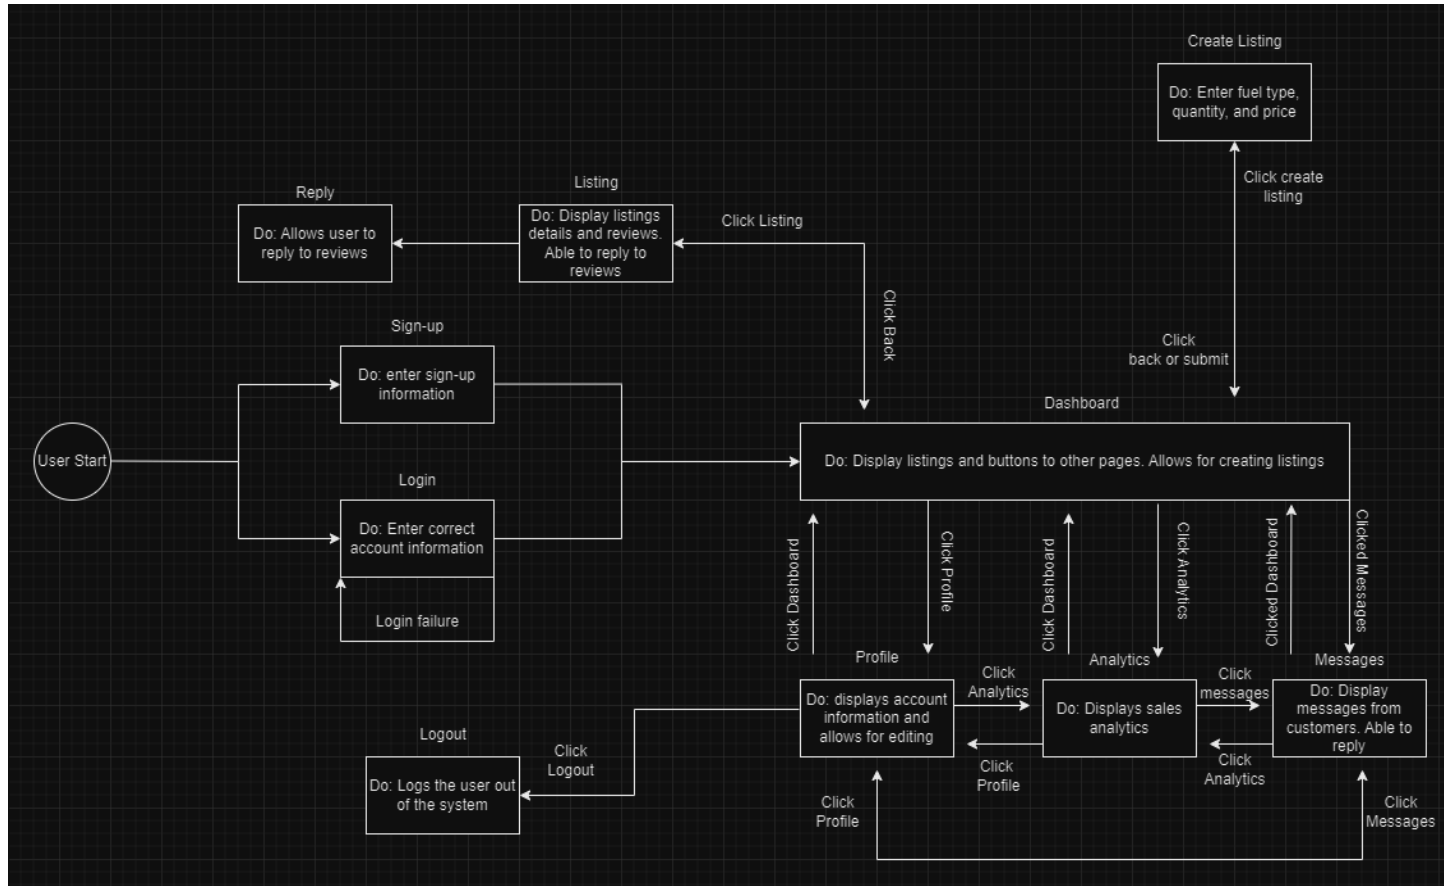 Create Listing
Do: Enter fuel type,
quantity, and price
Click create
listing
Click
back or submit
Reply
Do: Allows user to
reply to reviews
Listing
Do: Display listings
details and reviews.
Able to reply to
reviews
Click Listing
Click Back
Sign-up
Do: enter sign-up
information
User Start
Login
Do: Enter correct
account information
Login failure
Dashboard
Do: Display listings and buttons to other pages. Allows for creating listings
Click Dashboard
Click Profile
Click Dashboard
Click Analytics
Clicked Dashboard
Clicked Messages
Profile
Do: displays account
information and
allows for editing
Click
Analytics
Click
Profile
Analytics
Do: Displays sales
analytics
Click
messages
Click
Analytics
Messages
Do: Display
messages from
customers. Able to
reply
Logout
Do: Logs the user out
of the system
Click
Logout
Click
Profile
Click
Messages